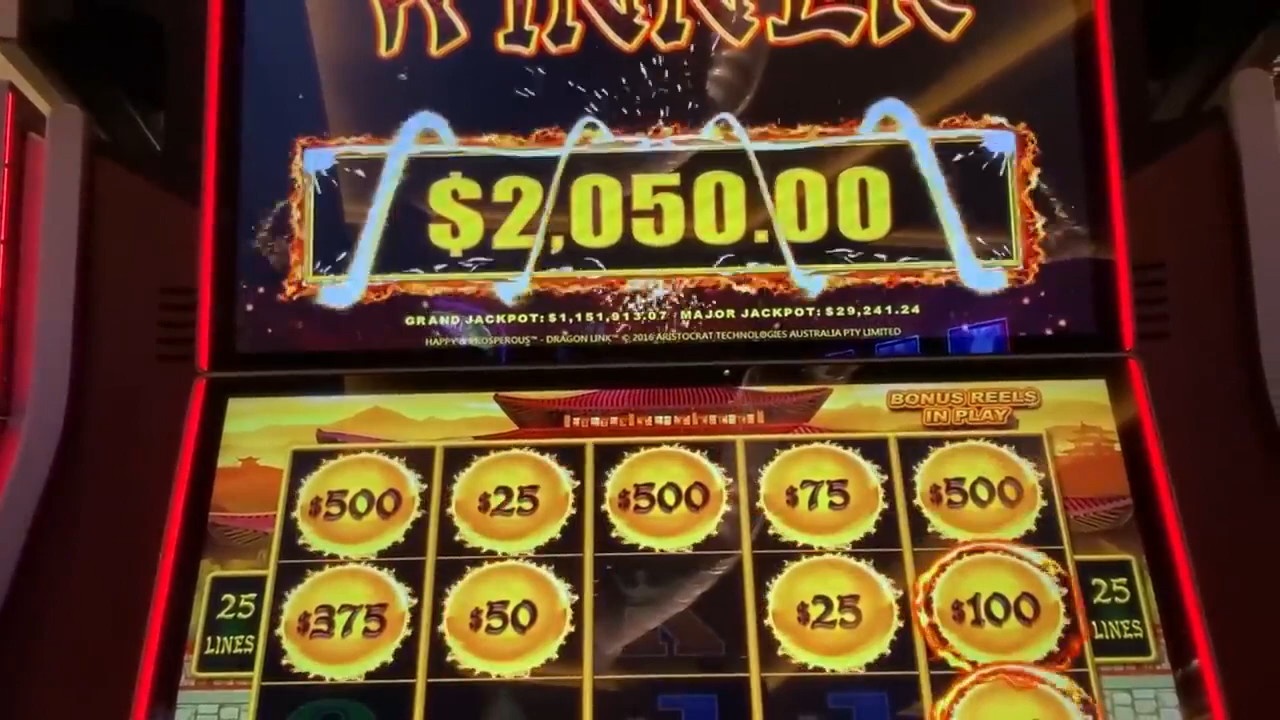 WINNER
$2,050.00
GRAND JACKPOT: $1,151,913.07 MAJOR JACKPOT: $29,241.24
HAPPY & PROSPEROUS™ - DRAGON LINK™ © 2016 ARISTOCRAT TECHNOLOGIES AUSTRALIA PTY LIMITED
BONUS REELS
IN PLAY
$500 $25 $500 $75 $500
$375 $50 $25 $100
25
LINES
25
LINES